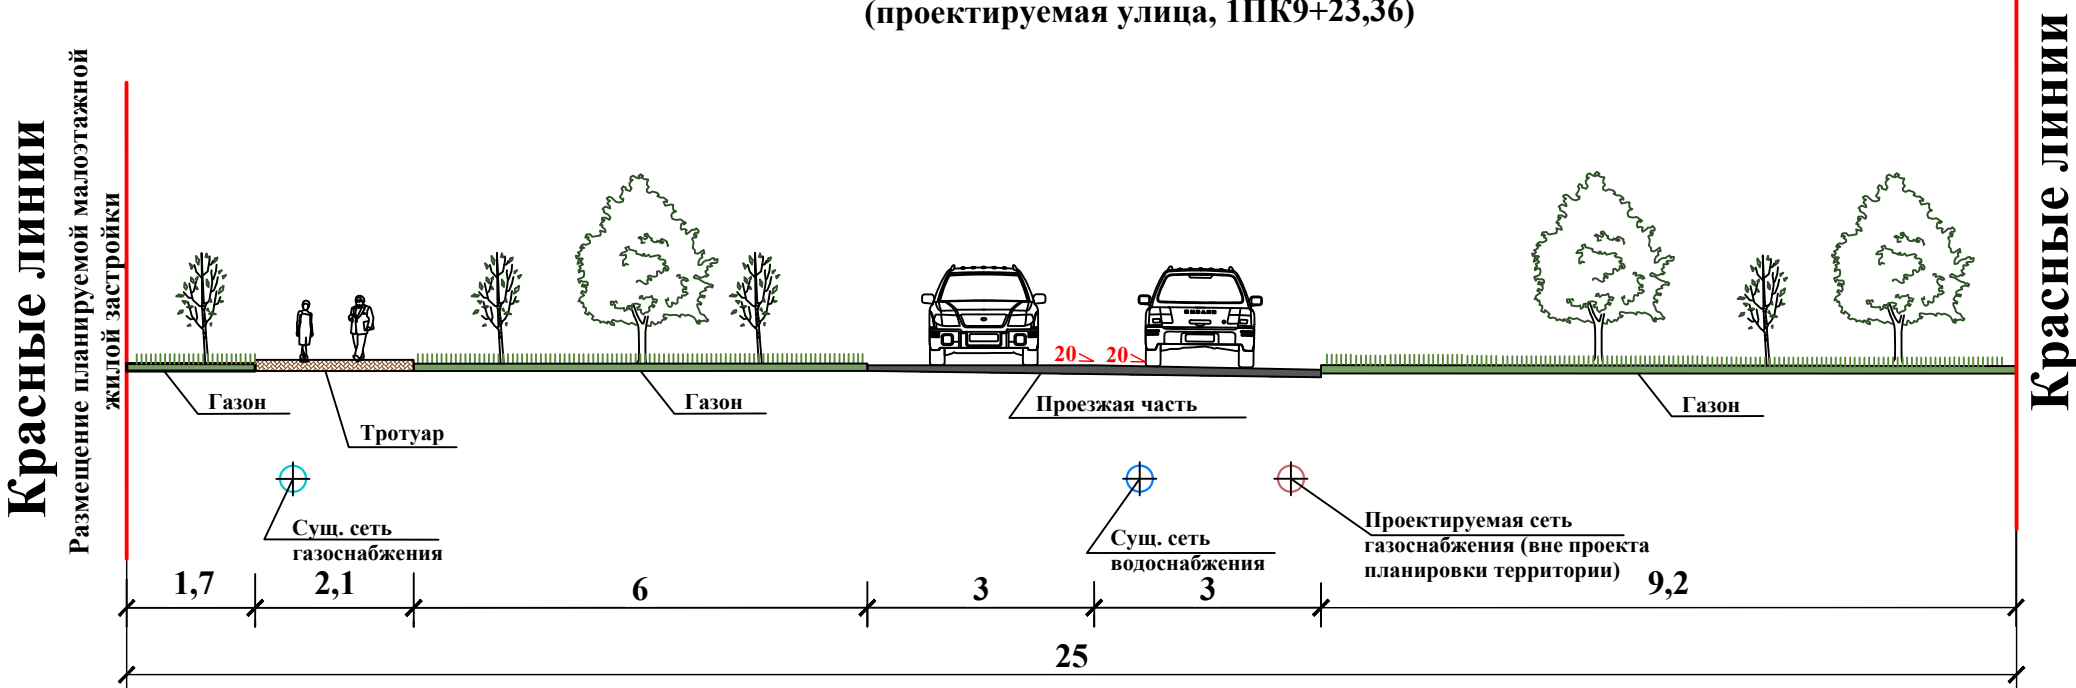 (проектируемая улица, 1ПК9+23,36)
Красные линии
Размещение планируемой малоэтажной
жилой застройки
Красные линии
20 20
Газон
Тротуар
Газон
Проезжая часть
Газон
Сущ. сеть
газоснабжения
Сущ. сеть
водоснабжения
Проектируемая сеть
газоснабжения (вне проекта
планировки территории)
1,7 2,1 6 3 3 9,2
25